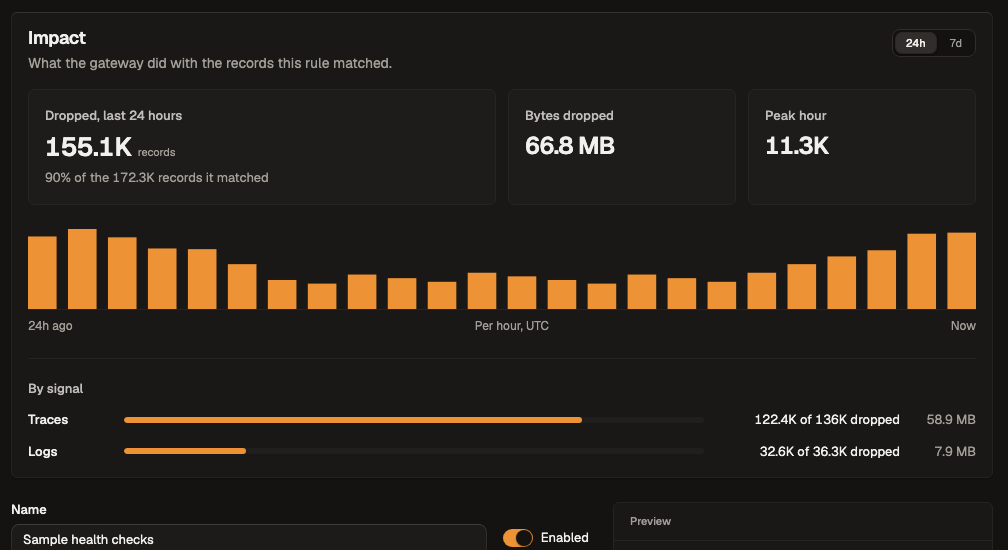 Impact
24h 7d
What the gateway did with the records this rule matched.
Dropped, last 24 hours
155.1K records
90% of the 172.3K records it matched
Bytes dropped
66.8 MB
Peak hour
11.3K
24h ago Per hour, UTC Now
By signal
Traces 122.4K of 136K dropped 58.9 MB
Logs 32.6K of 36.3K dropped 7.9 MB
Name
Sample health checks
Enabled
Preview